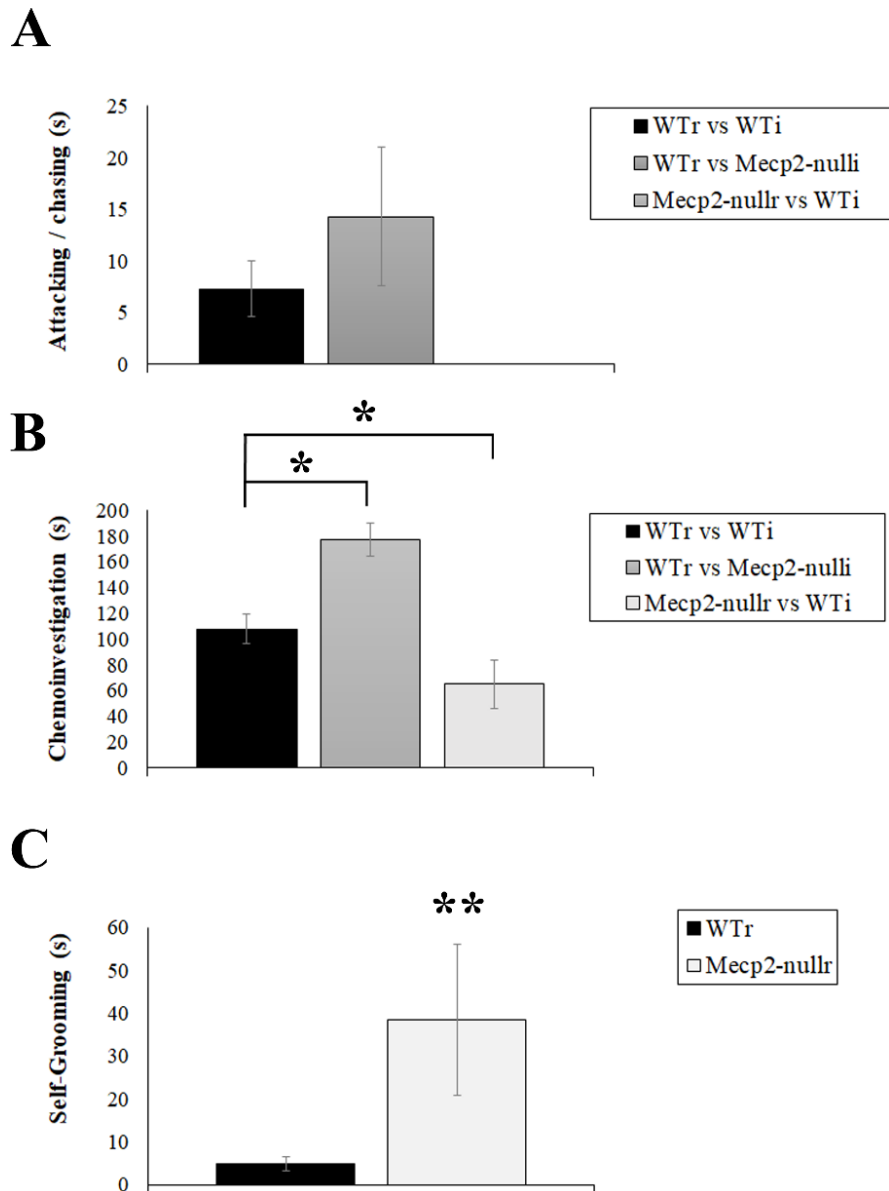 A
Attacking / chasing (s)
25
20
15
10
5
0
WTr vs WTi
WTr vs Mecp2-nulli
Mecp2-nullr vs WTi
B
*
*
Chemoinvestigation (s)
200
180
160
140
120
100
80
60
40
20
0
WTr vs WTi
WTr vs Mecp2-nulli
Mecp2-nullr vs WTi
C
**
Self-Grooming (s)
60
50
40
30
20
10
0
WTr
Mecp2-nullr